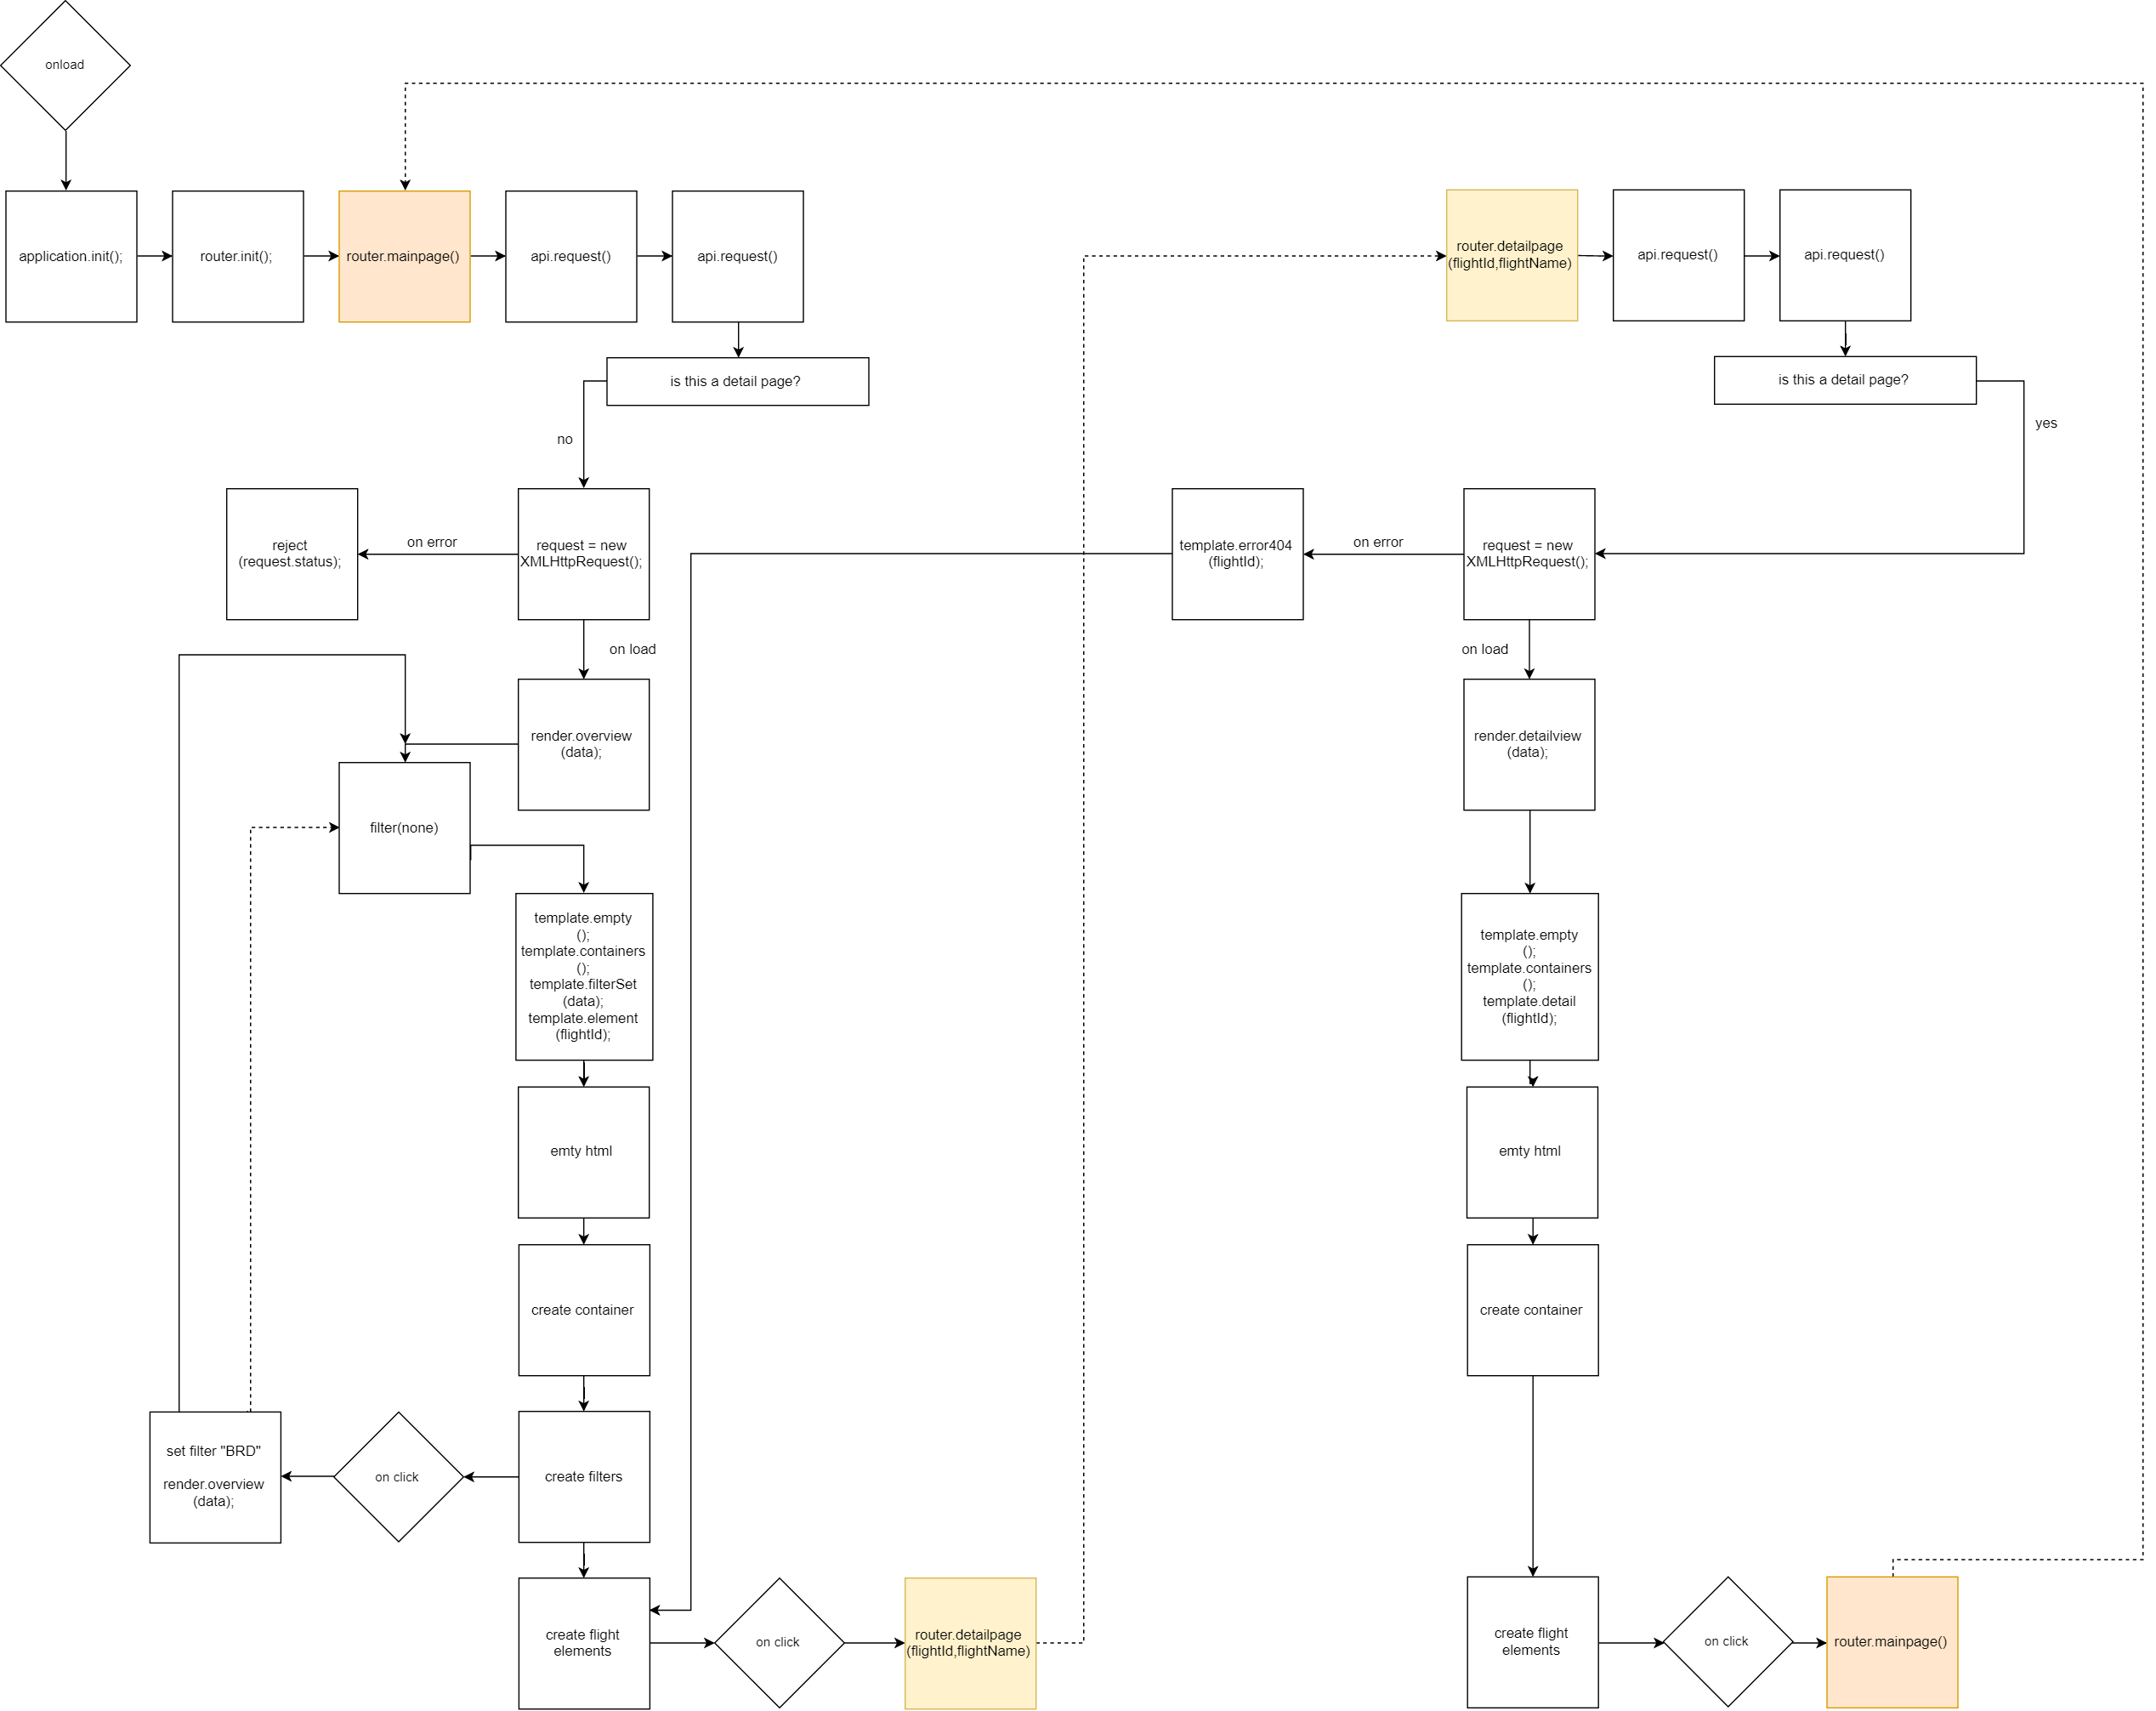 onload
application.init();
router.init();
router.mainpage()
api.request()
api.request()
router.detailpage
(flightId,flightName)
api.request()
api.request()
is this a detail page?
is this a detail page?
no
yes
reject
(request.status);
on error
request = new
XMLHttpRequest();
template.error404
(flightId);
on error
request = new
XMLHttpRequest();
on load
on load
render.overview
(data);
render.detailview
(data);
filter(none)
template.empty
();
template.containers
();
template.filterSet
(data);
template.element
(flightId);
template.empty
();
template.containers
();
template.detail
(flightId);
emty html
emty html
create container
create container
set filter "BRD"
render.overview
(data);
on click
create filters
create flight
elements
on click
router.detailpage
(flightId,flightName)
create flight
elements
on click
router.mainpage()